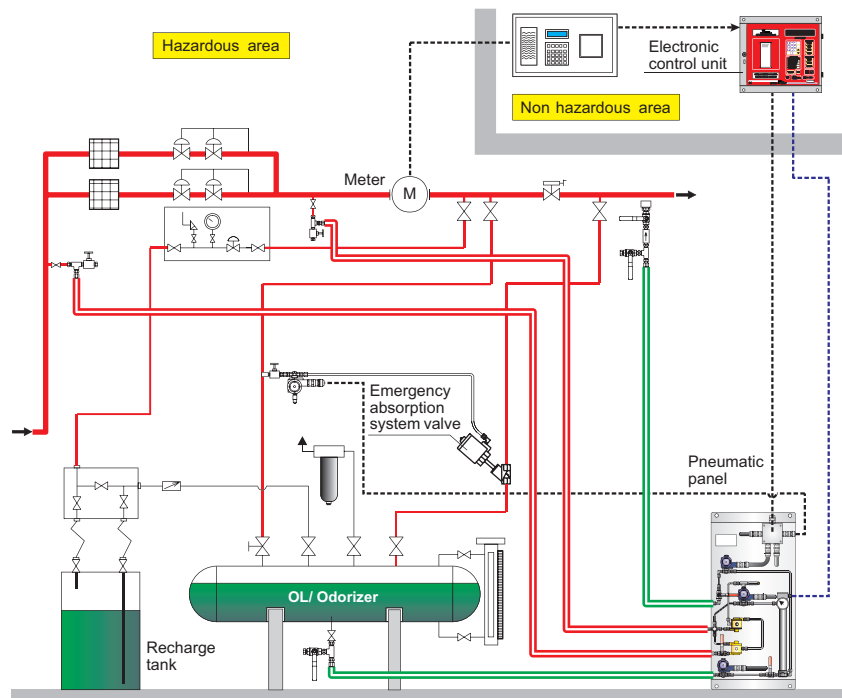 Hazardous area
Electronic
control unit
Non hazardous area
Meter
M
Emergency
absorption
system valve
Pneumatic
panel
OL/ Odorizer
Recharge
tank